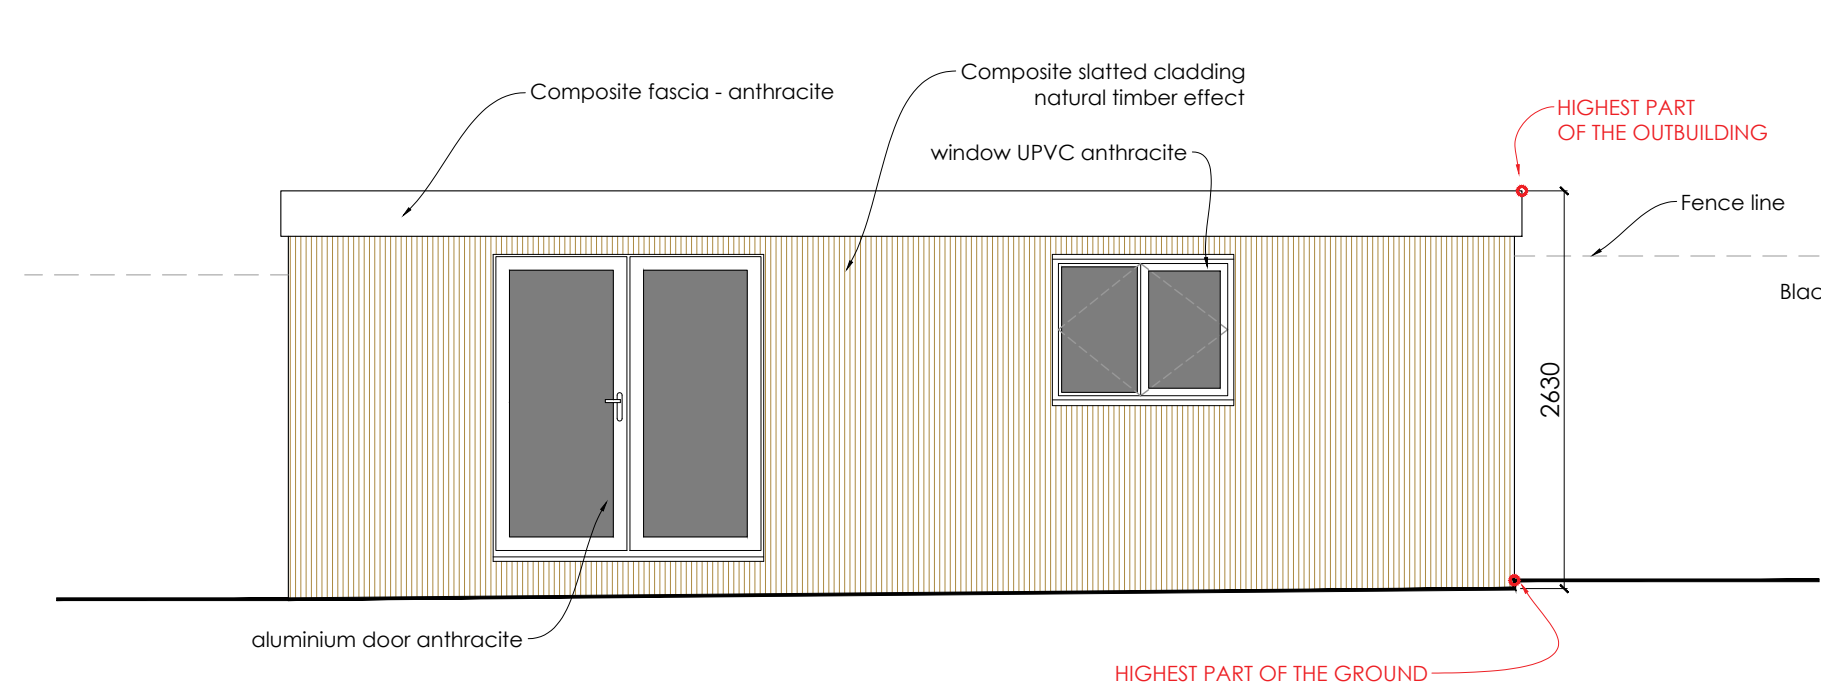 Composite fascia - anthracite
Composite slatted cladding
natural timber effect
window UPVC anthracite
HIGHEST PART
OF THE OUTBUILDING
Fence line
Blac
2630
aluminium door anthracite
HIGHEST PART OF THE GROUND